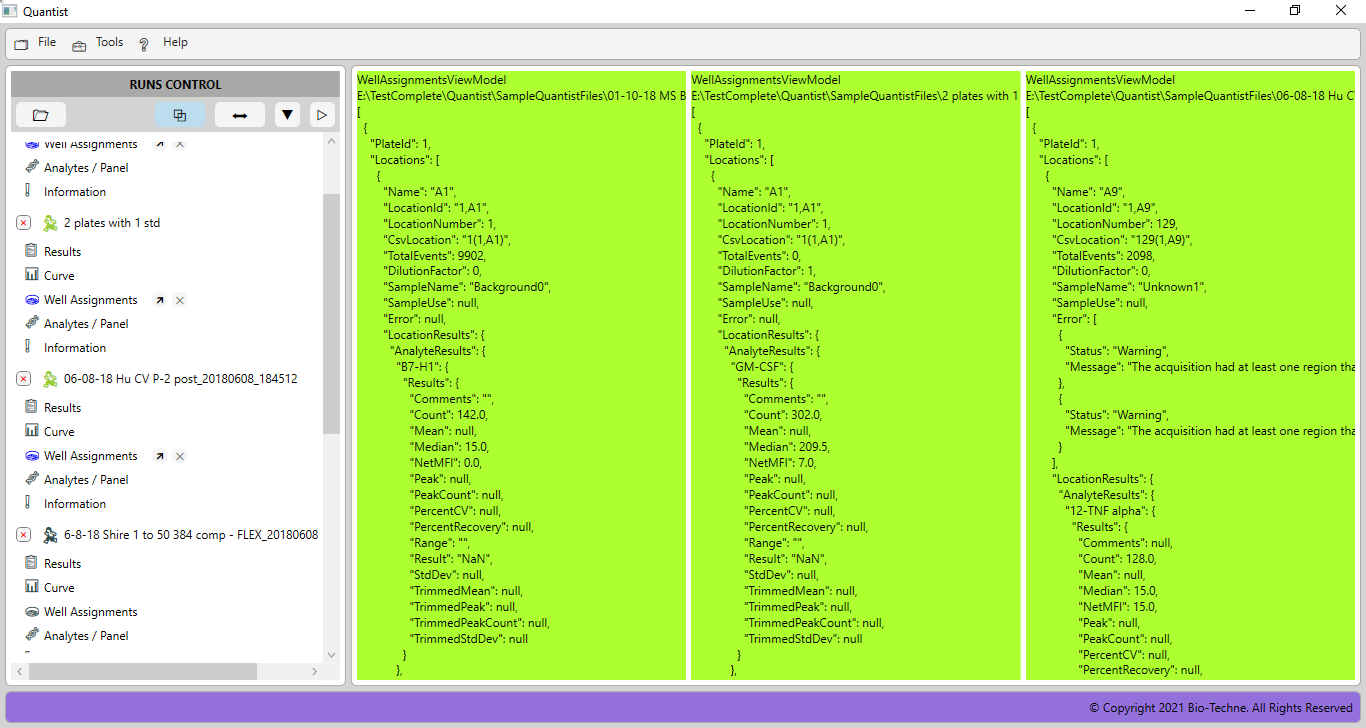 Quantist
File Tools Help
RUNS CONTROL
Well Assignments
Analytes / Panel
Information
2 plates with 1 std
Results
Curve
Well Assignments
Analytes / Panel
Information
06-08-18 Hu CV P-2 post_20180608_184512
Results
Curve
Well Assignments
Analytes / Panel
Information
6-8-18 Shire 1 to 50 384 comp - FLEX_20180608
Results
Curve
Well Assignments
Analytes / Panel
WellAssignmentsViewModel
E:\TestComplete\Quantist\SampleQuantistFiles\01-10-18 MS B
[
{
"PlateId": 1,
"Locations": [
{
"Name": "A1",
"LocationId": "1,A1",
"LocationNumber": 1,
"CsvLocation": "1(1,A1)",
"TotalEvents": 9902,
"DilutionFactor": 0,
"SampleName": "Background0",
"SampleUse": null,
"Error": null,
"LocationResults": {
"AnalyteResults": {
"B7-H1": {
"Results": {
"Comments": "",
"Count": 142.0,
"Mean": null,
"Median": 15.0,
"NetMFI": 0.0,
"Peak": null,
"PeakCount": null,
"PercentCV": null,
"PercentRecovery": null,
"Range": "",
"Result": "NaN",
"StdDev": null,
"TrimmedMean": null,
"TrimmedPeak": null,
"TrimmedPeakCount": null,
"TrimmedStdDev": null
}
},
WellAssignmentsViewModel
E:\TestComplete\Quantist\SampleQuantistFiles\2 plates with 1
[
{
"PlateId": 1,
"Locations": [
{
"Name": "A1",
"LocationId": "1,A1",
"LocationNumber": 1,
"CsvLocation": "1(1,A1)",
"TotalEvents": 0,
"DilutionFactor": 1,
"SampleName": "Background0",
"SampleUse": null,
"Error": null,
"LocationResults": {
"AnalyteResults": {
"GM-CSF": {
"Results": {
"Comments": "",
"Count": 302.0,
"Mean": null,
"Median": 209.5,
"NetMFI": 7.0,
"Peak": null,
"PeakCount": null,
"PercentCV": null,
"PercentRecovery": null,
"Range": "",
"Result": "NaN",
"StdDev": null,
"TrimmedMean": null,
"TrimmedPeak": null,
"TrimmedPeakCount": null,
"TrimmedStdDev": null
}
},
WellAssignmentsViewModel
E:\TestComplete\Quantist\SampleQuantistFiles\06-08-18 Hu C
[
{
"PlateId": 1,
"Locations": [
{
"Name": "A9",
"LocationId": "1,A9",
"LocationNumber": 129,
"CsvLocation": "129(1,A9)",
"TotalEvents": 2098,
"DilutionFactor": 0,
"SampleName": "Unknown1",
"SampleUse": null,
"Error": [
{
"Status": "Warning",
"Message": "The acquisition had at least one region tha
},
{
"Status": "Warning",
"Message": "The acquisition had at least one region tha
}
],
"LocationResults": {
"AnalyteResults": {
"12-TNF alpha": {
"Results": {
"Comments": null,
"Count": 128.0,
"Mean": null,
"Median": 15.0,
"NetMFI": 15.0,
"Peak": null,
"PeakCount": null,
"PercentCV": null,
"PercentRecovery": null,
© Copyright 2021 Bio-Techne. All Rights Reserved